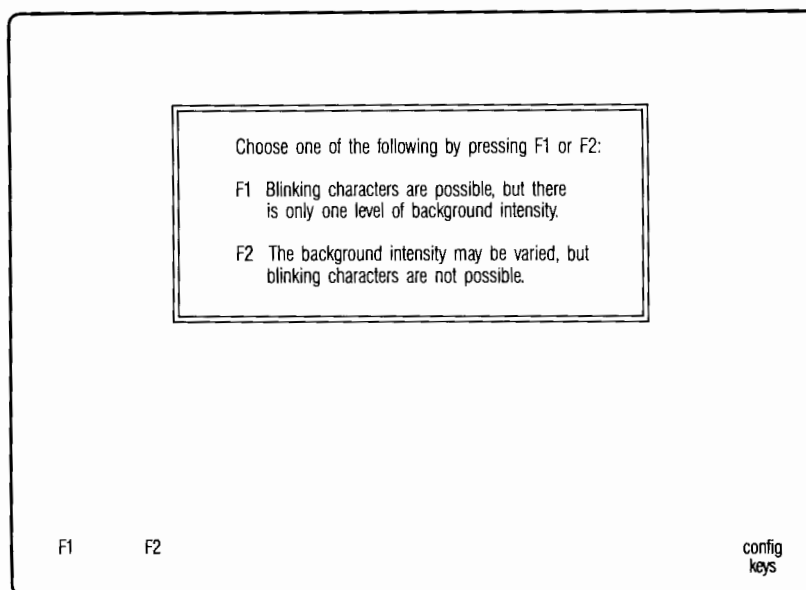 Choose one of the following by pressing F1 or F2:
F1 Blinking characters are possible, but there
is only one level of background intensity.
F2 The background intensity may be varied, but
blinking characters are not possible.
F1 F2 config
keys